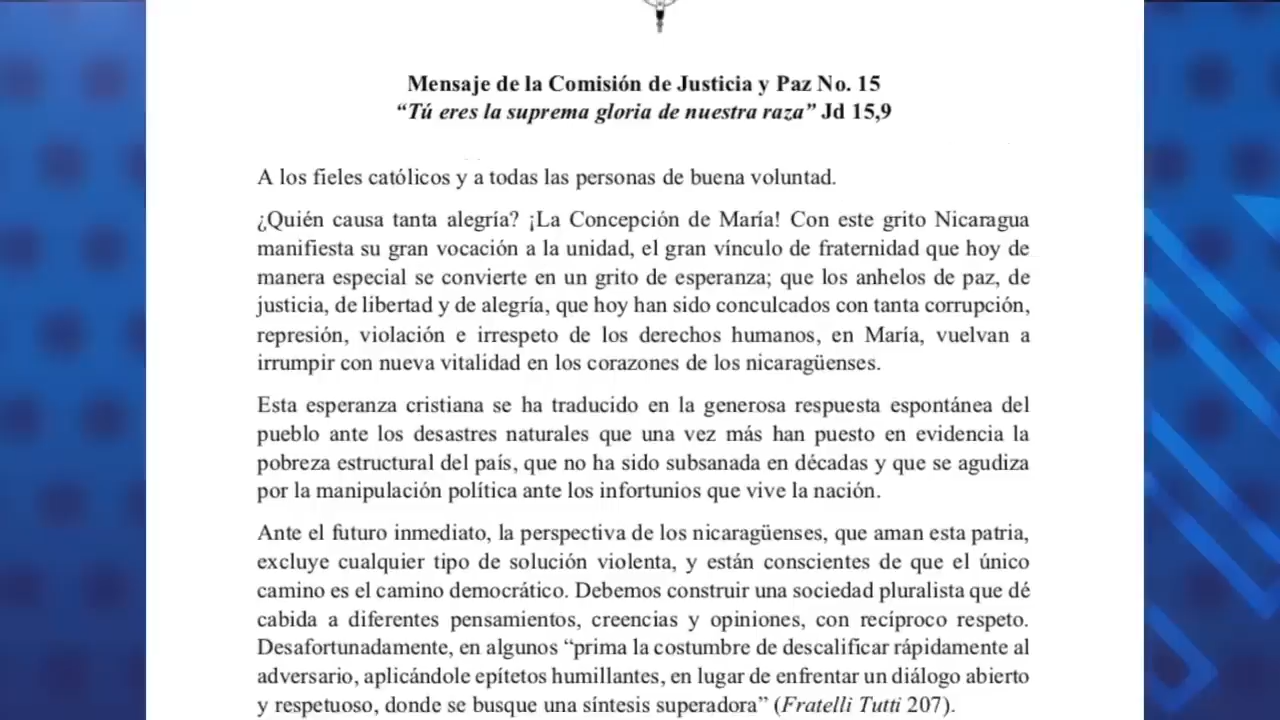 Mensaje de la Comisión de Justicia y Paz No. 15
“Tú eres la suprema gloria de nuestra raza” Jd 15,9
A los fieles católicos y a todas las personas de buena voluntad.
¿Quién causa tanta alegría? ¡La Concepción de María! Con este grito Nicaragua
manifiesta su gran vocación a la unidad, el gran vínculo de fraternidad que hoy de
manera especial se convierte en un grito de esperanza; que los anhelos de paz, de
justicia, de libertad y de alegría, que hoy han sido conculcados con tanta corrupción,
represión, violación e irrespeto de los derechos humanos, en María, vuelvan a
irrumpir con nueva vitalidad en los corazones de los nicaragüenses.
Esta esperanza cristiana se ha traducido en la generosa respuesta espontánea del
pueblo ante los desastres naturales que una vez más han puesto en evidencia la
pobreza estructural del país, que no ha sido subsanada en décadas y que se agudiza
por la manipulación política ante los infortunios que vive la nación.
Ante el futuro inmediato, la perspectiva de los nicaragüenses, que aman esta patria,
excluye cualquier tipo de solución violenta, y están conscientes de que el único
camino es el camino democrático. Debemos construir una sociedad pluralista que dé
cabida a diferentes pensamientos, creencias y opiniones, con recíproco respeto.
Desafortunadamente, en algunos “prima la costumbre de descalificar rápidamente al
adversario, aplicándole epítetos humillantes, en lugar de enfrentar un diálogo abierto
y respetuoso, donde se busque una síntesis superadora” (Fratelli Tutti 207).